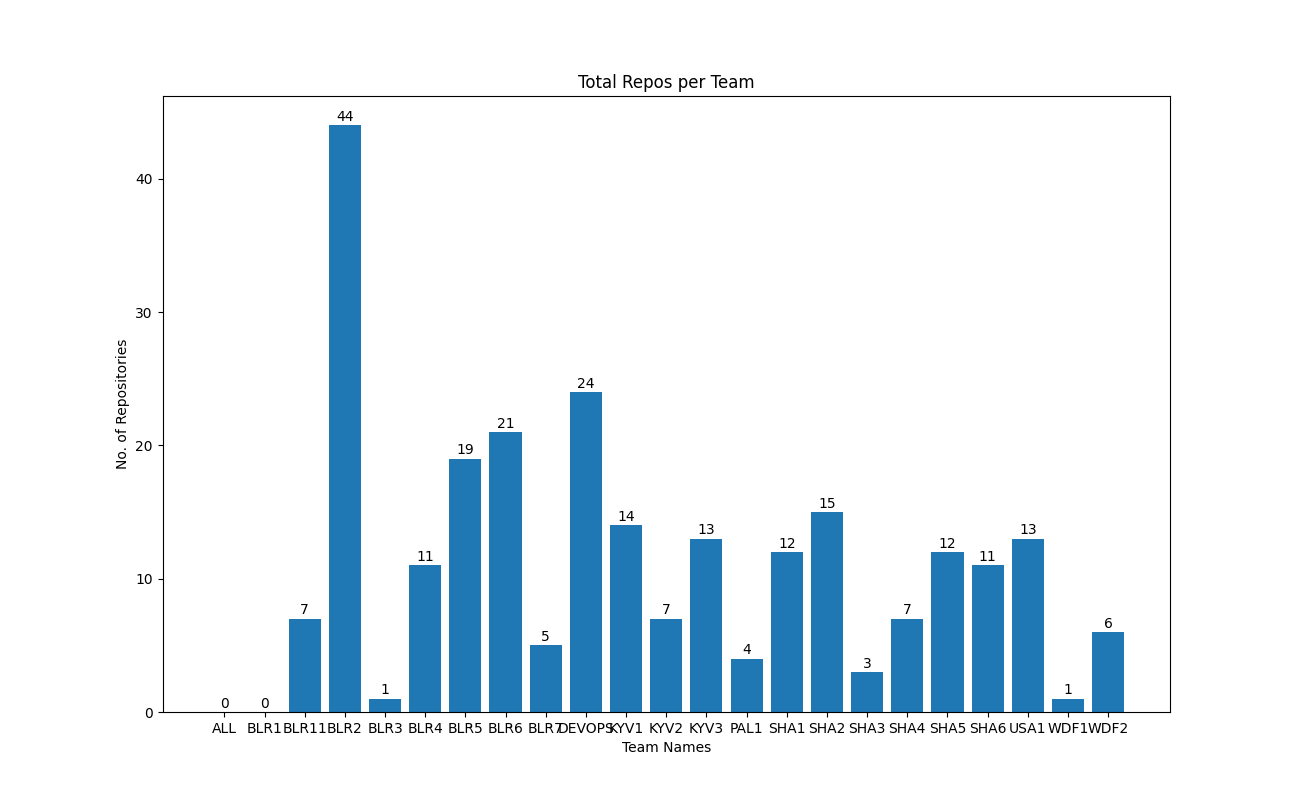 Total Repos per Team
No. of Repositories
40
30
20
10
0
0 0 7 44 1 11 19 21 5 24 14 7 13 4 12 15 3 7 12 11 13 1 6
ALL BLR1 BLR11 BLR2 BLR3 BLR4 BLR5 BLR6 BLR7 DEVOPS KYV1 KYV2 KYV3 PAL1 SHA1 SHA2 SHA3 SHA4 SHA5 SHA6 USA1 WDF1 WDF2
Team Names